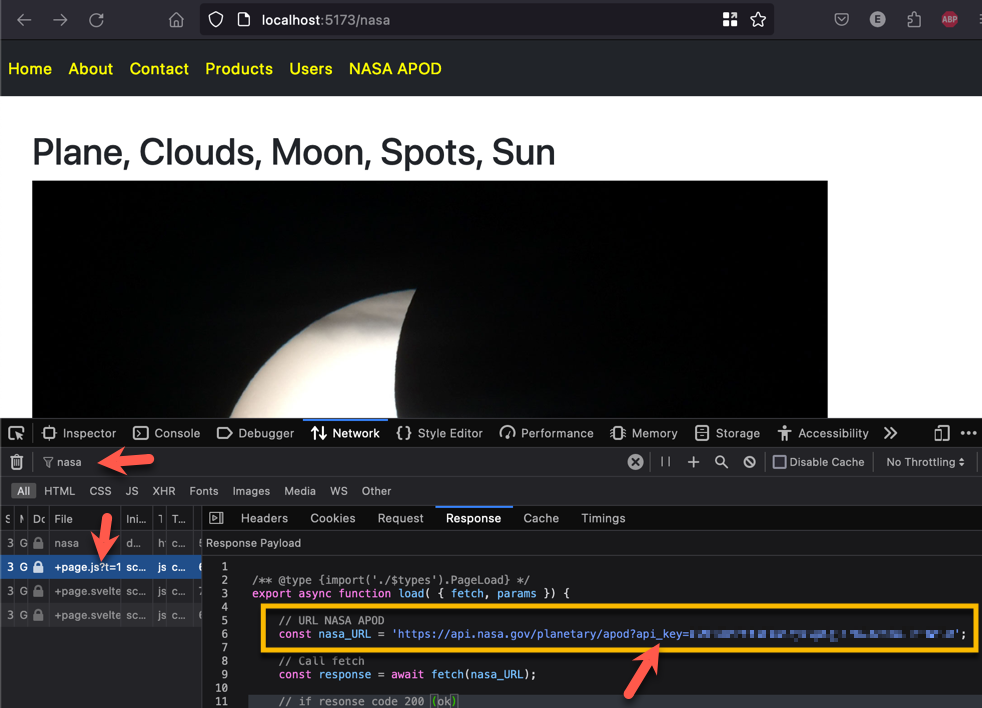 localhost:5173/nasa
E
ABP
Home About Contact Products Users NASA APOD
Plane, Clouds, Moon, Spots, Sun
Inspector Console Debugger Network Style Editor Performance Memory Storage Accessibility
nasa Disable Cache No Throttling
All HTML CSS JS XHR Fonts Images Media WS Other
S M Do File Ini... T T... Headers Cookies Request Response Cache Timings
3 G nasa d... h c... Response Payload
3 G +page.js?t=1 sc... js c...
3 G +page.svelte sc... js c...
3 G +page.svelte sc... js c...
1
2 /** @type {import('./$types').PageLoad} */
3 export async function load( { fetch, params }) {
4
5 // URL NASA APOD
6 const nasa_URL = 'https://api.nasa.gov/planetary/apod?api_key= ';
7
8 // Call fetch
9 const response = await fetch(nasa_URL);
10
11 // if resonse code 200 (ok)